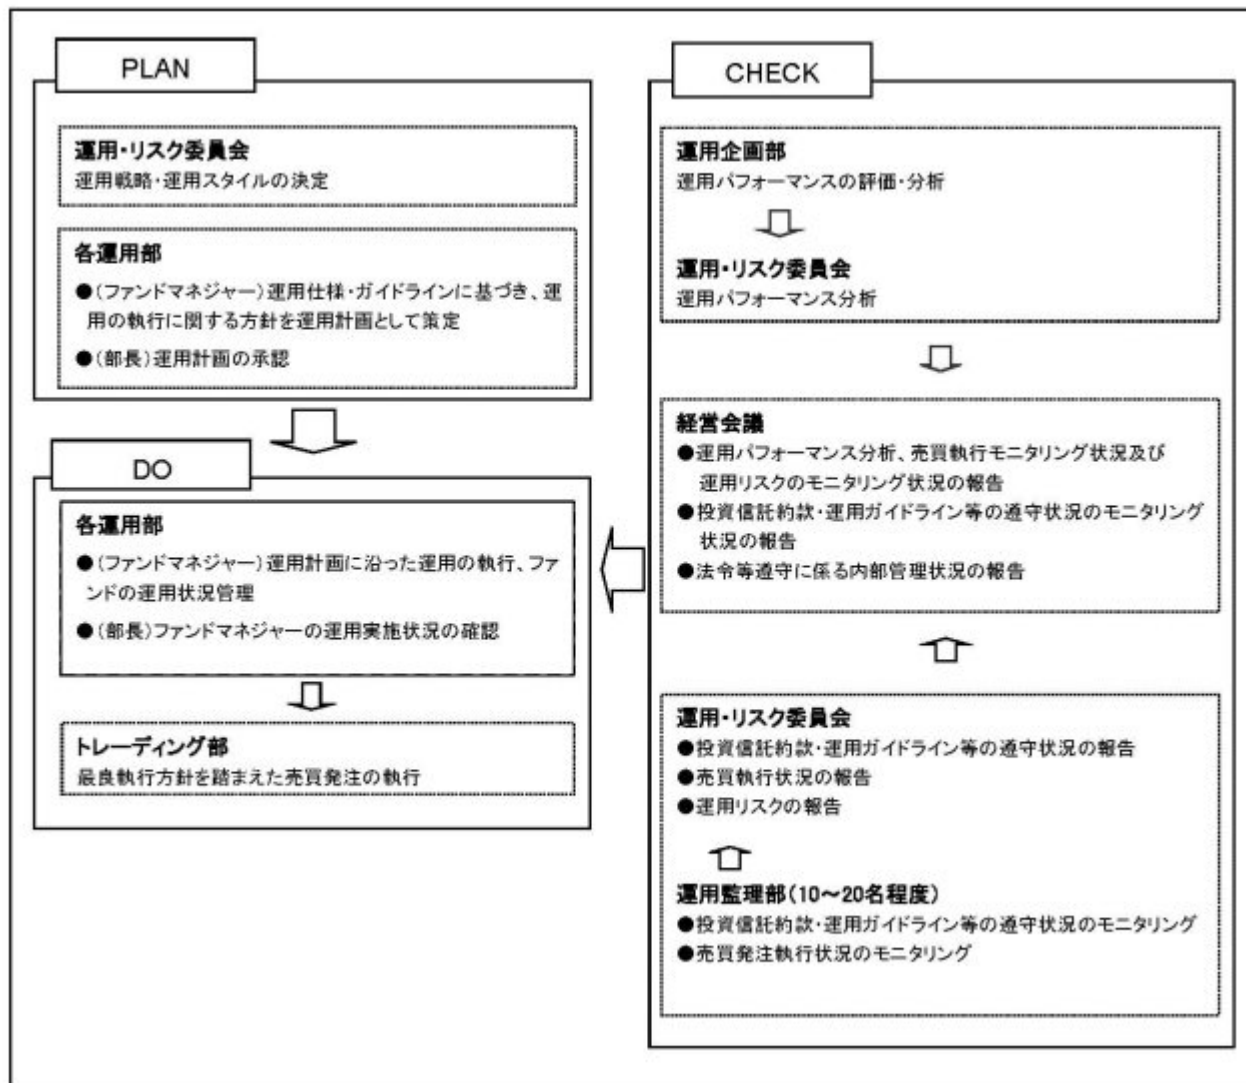 PLAN
運用・リスク委員会
運用戦略・運用スタイルの決定
各運用部
●(ファンドマネジャー)運用仕様・ガイドラインに基づき、運
用の執行に関する方針を運用計画として策定
●(部長)運用計画の承認
DO
各運用部
●(ファンドマネジャー)運用計画に沿った運用の執行、ファ
ンドの運用状況管理
●(部長)ファンドマネジャーの運用実施状況の確認
トレーディング部
最良執行方針を踏まえた売買発注の執行
CHECK
運用企画部
運用パフォーマンスの評価・分析
運用・リスク委員会
運用パフォーマンス分析
経営会議
●運用パフォーマンス分析、売買執行モニタリング状況及び
運用リスクのモニタリング状況の報告
●投資信託約款・運用ガイドライン等の遵守状況のモニタリング
状況の報告
●法令等遵守に係る内部管理状況の報告
運用・リスク委員会
●投資信託約款・運用ガイドライン等の遵守状況の報告
●売買執行状況の報告
●運用リスクの報告
運用監理部(10～20名程度)
●投資信託約款・運用ガイドライン等の遵守状況のモニタリング
●売買発注執行状況のモニタリング